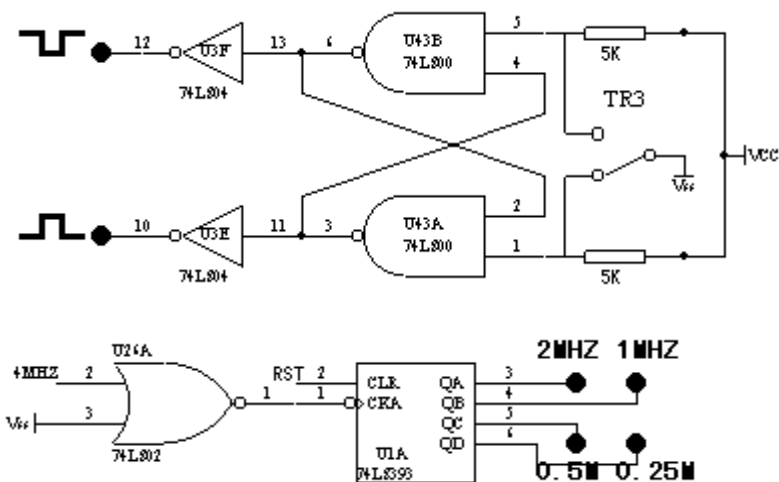 12 U3F 13 6 U43B 5
74LS04 74LS00 4 5K
TR3
VCC
Vss
10 U3E 11 3 U43A 2
74LS04 74LS00 1 5K
U26A 2MHZ 1MHZ
4MHZ 2 RST 2 CLR QA 3
1 1 CKA QB 4
Vss 3 QC 5
QD 6
74LS02 U1A
74LS393 0.5M 0.25M